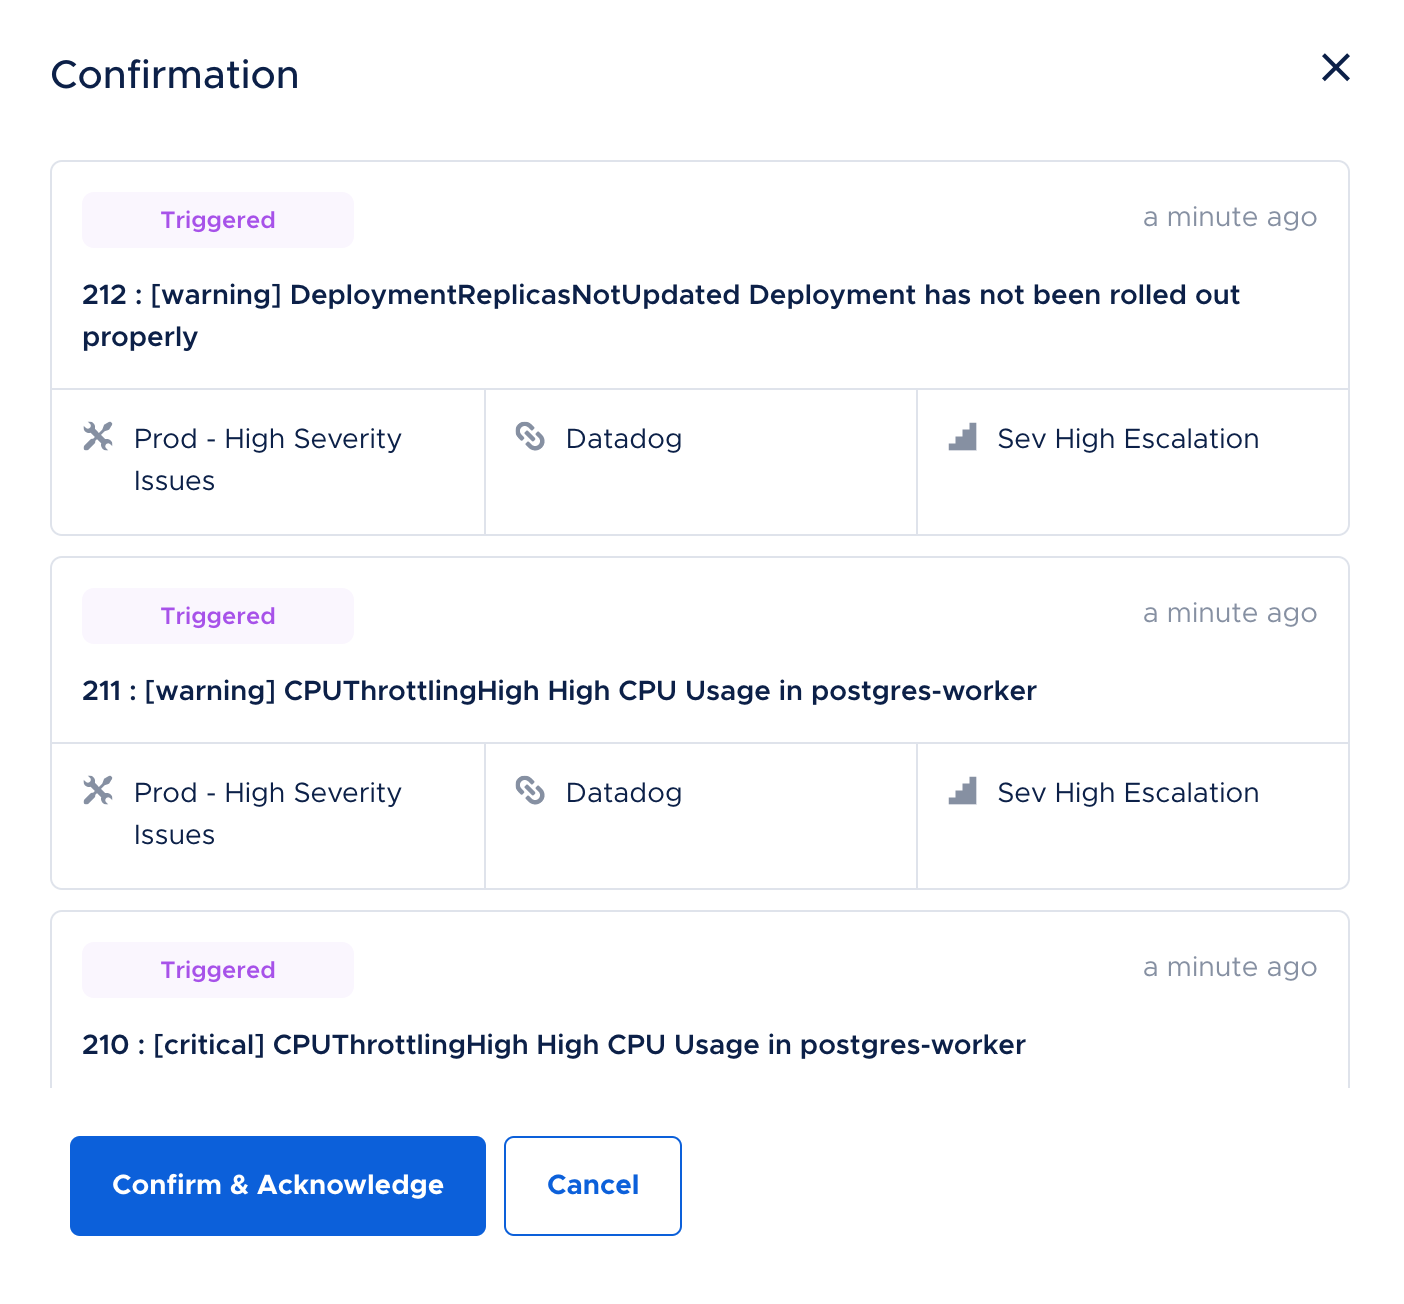 Confirmation
Triggered
a minute ago
212 : [warning] DeploymentReplicasNotUpdated Deployment has not been rolled out
properly
Prod - High Severity
Issues
Datadog
Sev High Escalation
Triggered
a minute ago
211 : [warning] CPUThrottlingHigh High CPU Usage in postgres-worker
Prod - High Severity
Issues
Datadog
Sev High Escalation
Triggered
a minute ago
210 : [critical] CPUThrottlingHigh High CPU Usage in postgres-worker
Confirm & Acknowledge
Cancel